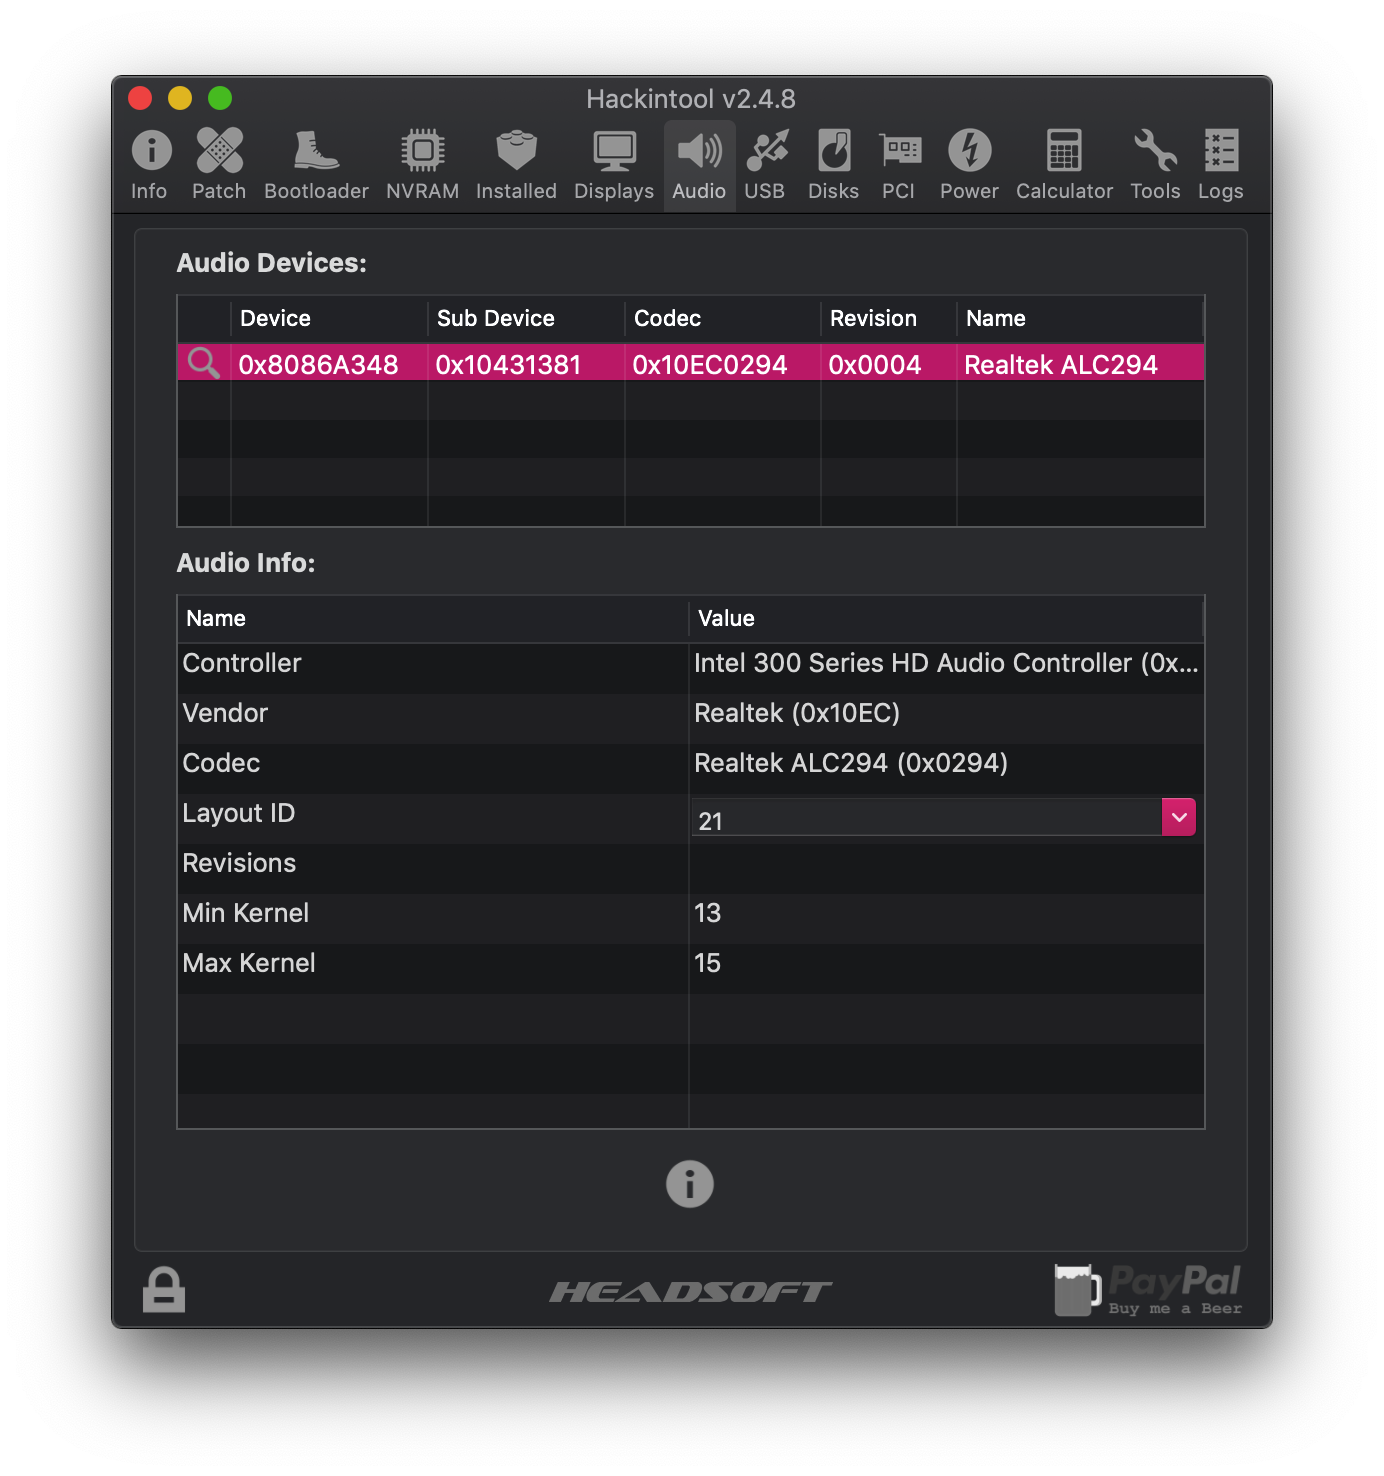 Hackintool v2.4.8
Info Patch Bootloader NVRAM Installed Displays Audio USB Disks PCI Power Calculator Tools Logs
Audio Devices:
Device Sub Device Codec Revision Name
0x8086A348 0x10431381 0x10EC0294 0x0004 Realtek ALC294
Audio Info:
Name Value
Controller Intel 300 Series HD Audio Controller (0x...
Vendor Realtek (0x10EC)
Codec Realtek ALC294 (0x0294)
Layout ID 21
Revisions
Min Kernel 13
Max Kernel 15
HEADSOFT
PayPal
Buy me a Beer